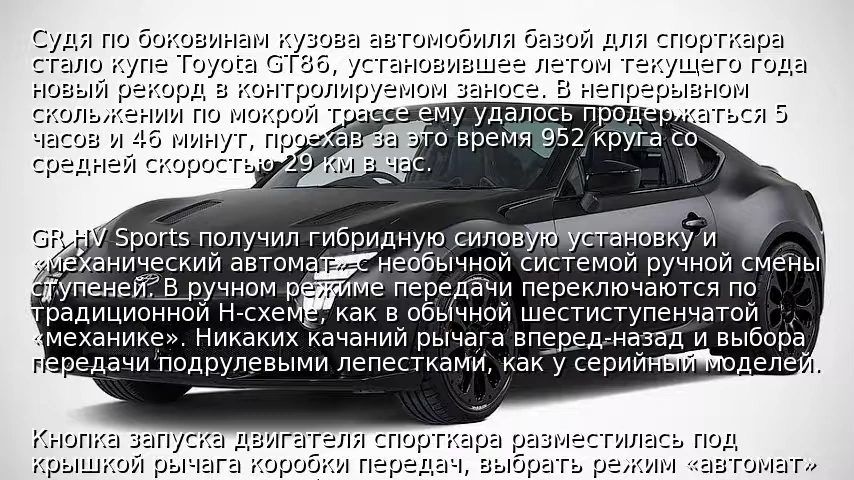 Судя по боковинам кузова автомобиля базой для спорткара
стало купе Toyota GT86, установившее летом текущего года
новый рекорд в контролируемом заносе. В непрерывном
скольжении по мокрой трассе ему удалось продержаться 5
часов и 46 минут, проехав за это время 952 круга со
средней скоростью 29 км в час.
GR HV Sports получил гибридную силовую установку и
«механический автомат» с необычной системой ручной смены
ступеней. В ручном режиме передачи переключаются по
традиционной H-схеме, как в обычной шестиступенчатой
«механике». Никаких качаний рычага вперед-назад и выбора
передачи подрулевыми лепестками, как у серийный моделей.
Кнопка запуска двигателя спорткара разместилась под
крышкой рычага коробки передач, выбрать режим «автомат»